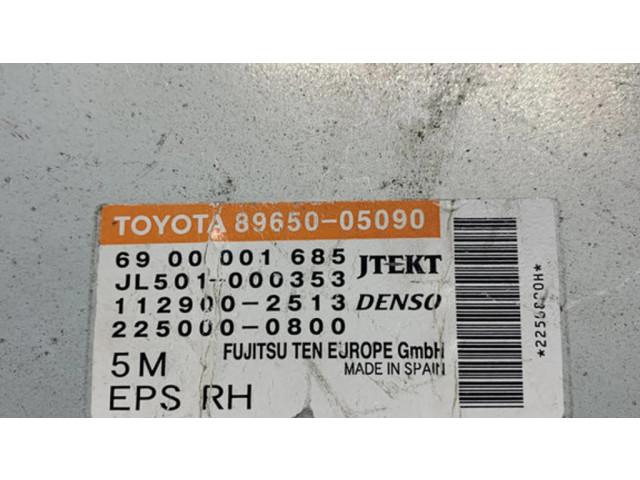 TOYOTA 89650-05090
69 00 001 685 JTEKT
JL501-000353
112900-2513 DENSO
225000-0800
5M FUJITSU TEN EUROPE GmbH
MADE IN SPAIN
EPS RH